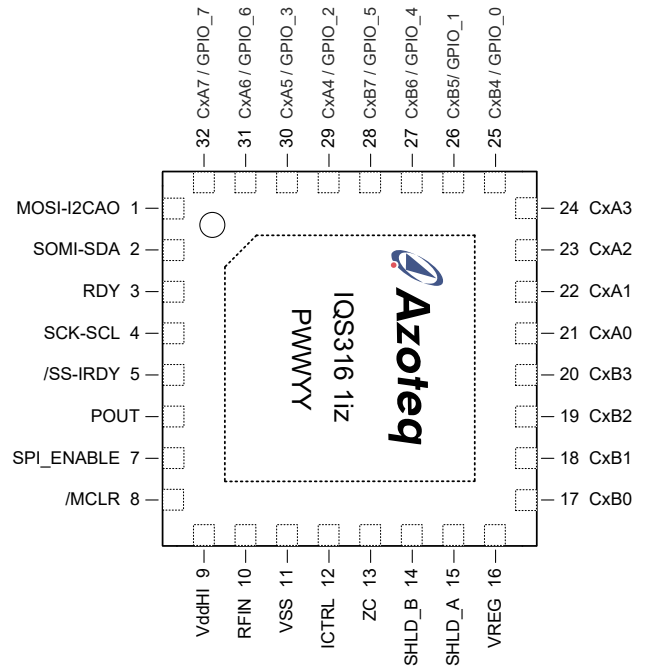 32 CxA7 / GPIO_7
31 CxA6 / GPIO_6
30 CxA5 / GPIO_3
29 CxA4 / GPIO_2
28 CxB7 / GPIO_5
27 CxB6 / GPIO_4
26 CxB5/ GPIO_1
25 CxB4 / GPIO_0
MOSI-I2CAO 1
SOMI-SDA 2
RDY 3
SCK-SCL 4
/SS-IRDY 5
POUT
SPI_ENABLE 7
/MCLR 8
24 CxA3
23 CxA2
22 CxA1
21 CxA0
20 CxB3
19 CxB2
18 CxB1
17 CxB0
Azoteq
IQS316 1iz
PWWYY
VddHI 9
RFIN 10
VSS 11
ICTRL 12
ZC 13
SHLD_B 14
SHLD_A 15
VREG 16